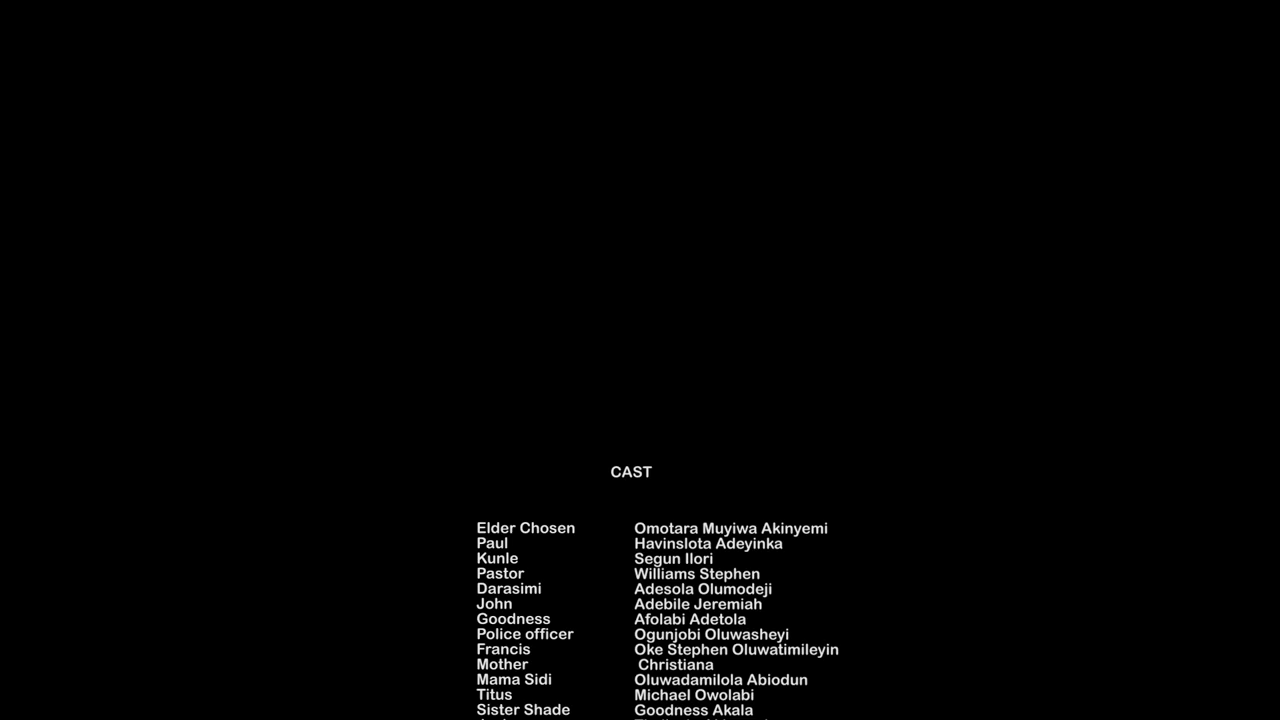 CAST
Elder Chosen Omotara Muyiwa Akinyemi
Paul Havinslota Adeyinka
Kunle Segun Ilori
Pastor Williams Stephen
Darasimi Adesola Olumodeji
John Adebile Jeremiah
Goodness Afolabi Adetola
Police officer Ogunjobi Oluwasheyi
Francis Oke Stephen Oluwatimileyin
Mother Christiana
Mama Sidi Oluwadamilola Abiodun
Titus Michael Owolabi
Sister Shade Goodness Akala